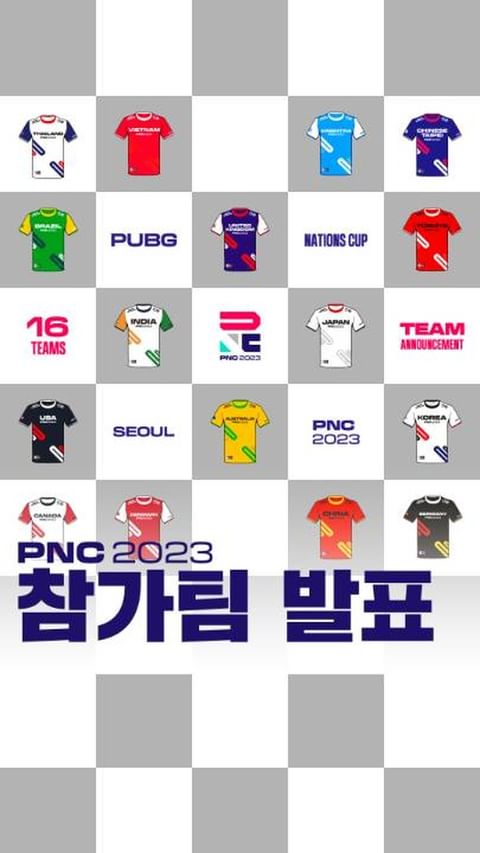 THAILAND
VIETNAM
ARGENTINA
CHINESE
TAIPEI
BRAZIL
PUBG
UNITED
KINGDOM
NATIONS CUP
16
TEAMS
INDIA
PNC 2023
JAPAN
TEAM
ANNOUNCEMENT
USA
SEOUL
AUSTRALIA
PNC
2023
KOREA
CANADA
DENMARK
CHINA
GERMANY
PNC 2023
참가팀 발표